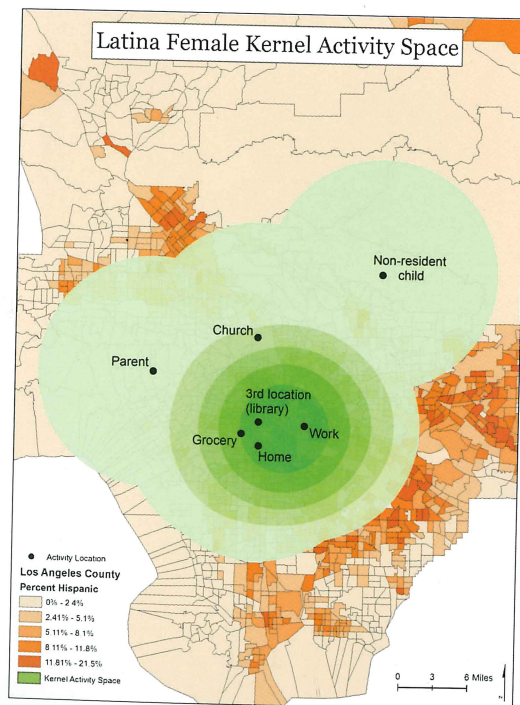 Latina Female Kernel Activity Space
Non-resident
child
Church
Parent
3rd location
(library)
Grocery
Work
Home
Activity Location
Los Angeles County
Percent Hispanic
0% - 2.4%
2.41% - 5.1%
5.11% - 8.1%
8.11% - 11.8%
11.81% - 21.5%
Kernel Activity Space
0 3 6 Miles